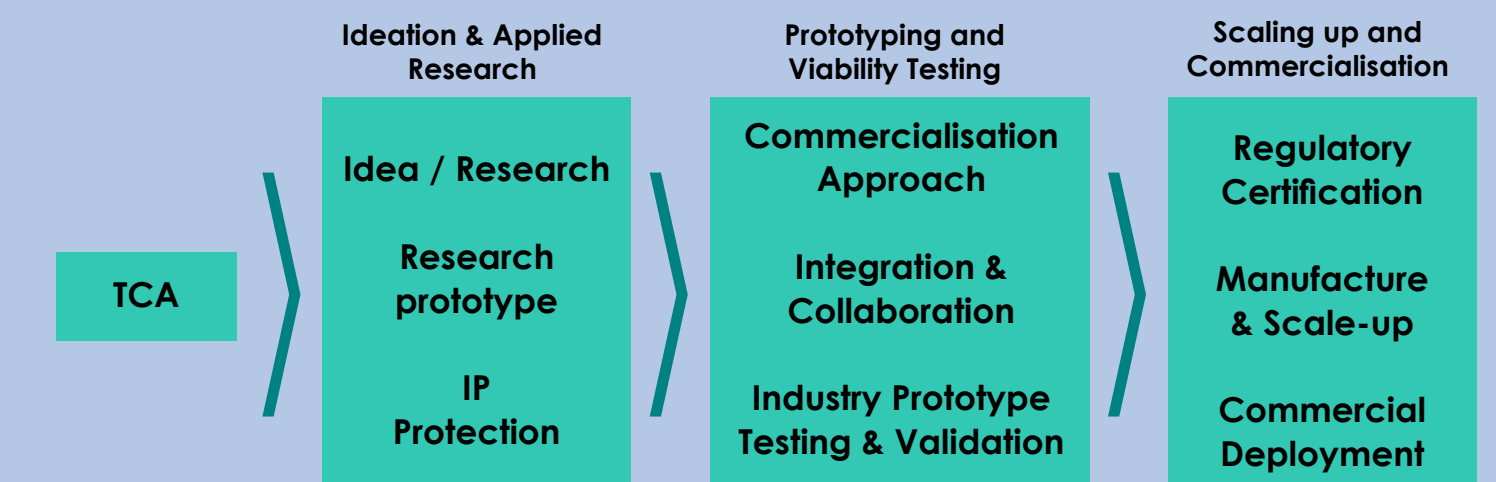 Ideation & Applied
Research
Prototyping and
Viability Testing
Scaling up and
Commercialisation
TCA
Idea / Research
Research
prototype
IP
Protection
Commercialisation
Approach
Integration &
Collaboration
Industry Prototype
Testing & Validation
Regulatory
Certification
Manufacture
& Scale-up
Commercial
Deployment